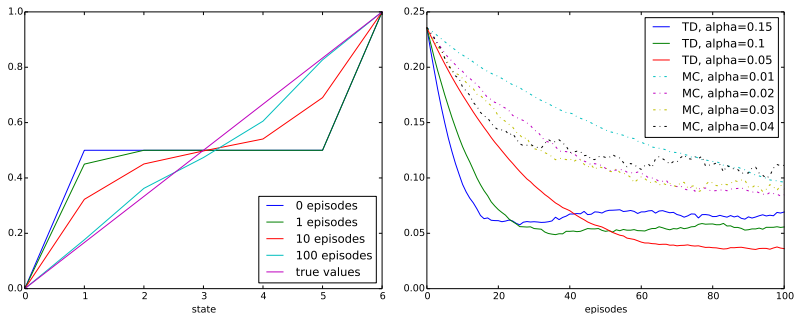 1.0
0.8
0.6
0.4
0.2
0.0
0 1 2 3 4 5 6
state
0 episodes
1 episodes
10 episodes
100 episodes
true values
0.25
0.20
0.15
0.10
0.05
0.00
0 20 40 60 80 100
episodes
TD, alpha=0.15
TD, alpha=0.1
TD, alpha=0.05
MC, alpha=0.01
MC, alpha=0.02
MC, alpha=0.03
MC, alpha=0.04